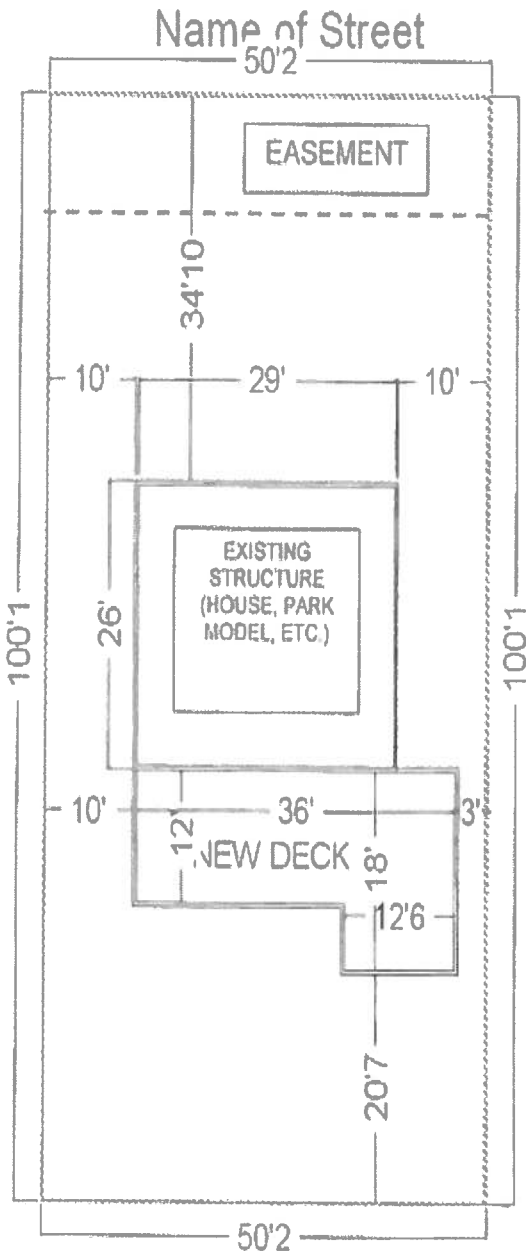 Name of Street
50'2
EASEMENT
34'10
10' 29' 10'
EXISTING
STRUCTURE
(HOUSE, PARK
MODEL, ETC.)
26'
100'1
100'1
10' 36' 3'
12'
NEW DECK
18'
12'6
20'7
50'2